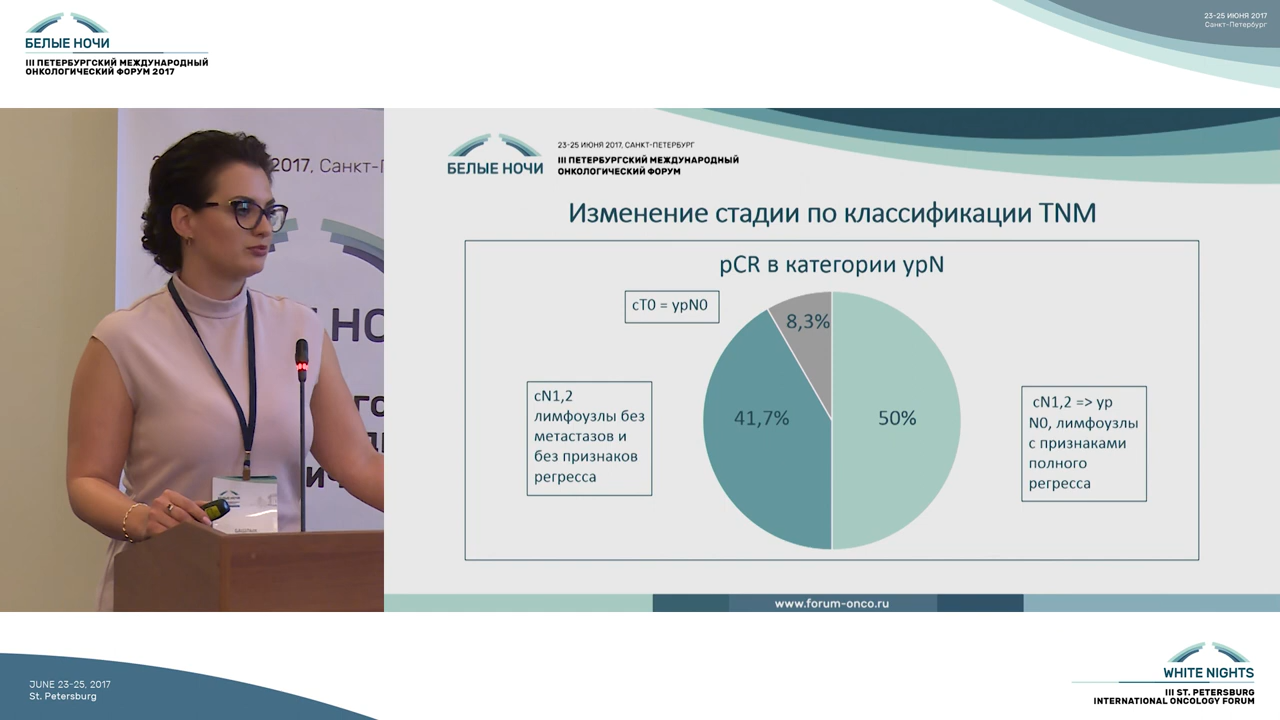 БЕЛЫЕ НОЧИ
III ПЕТЕРБУРГСКИЙ МЕЖДУНАРОДНЫЙ
ОНКОЛОГИЧЕСКИЙ ФОРУМ 2017
23-25 ИЮНЯ 2017
Санкт-Петербург
2017, Санкт-П
НО
23-25 ИЮНЯ 2017, САНКТ-ПЕТЕРБУРГ
БЕЛЫЕ НОЧИ
III ПЕТЕРБУРГСКИЙ МЕЖДУНАРОДНЫЙ
ОНКОЛОГИЧЕСКИЙ ФОРУМ
Изменение стадии по классификации TNM
pCR в категории ypN
cT0 = ypN0
8,3%
41,7%
50%
cN1,2
лимфоузлы без
метастазов и
без признаков
регресса
cN1,2 => yp
N0, лимфоузлы
с признаками
полного
регресса
www.forum-onco.ru
JUNE 23-25, 2017
St. Petersburg
WHITE NIGHTS
III ST. PETERSBURG
INTERNATIONAL ONCOLOGY FORUM